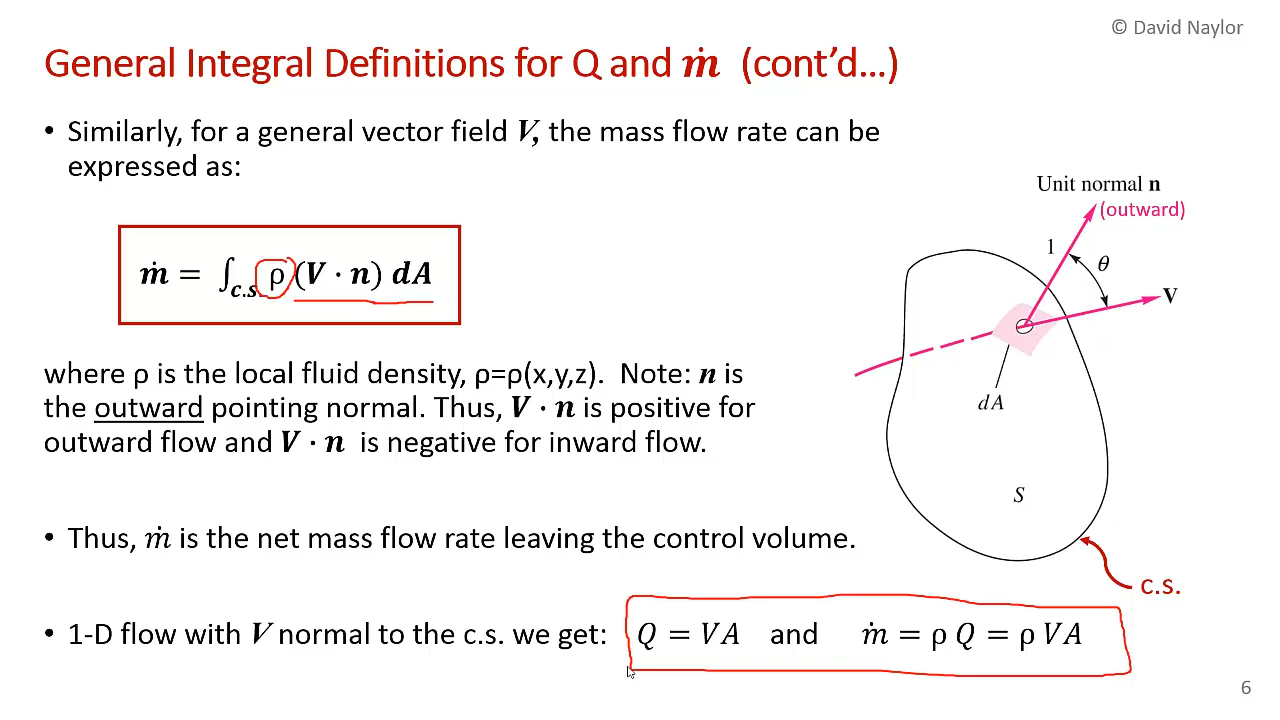 © David Naylor
General Integral Definitions for Q and ṁ (cont'd…)
• Similarly, for a general vector field V, the mass flow rate can be
expressed as:
Unit normal n
(outward)
1
θ
V
ṁ = ∫c.s. ρ (V · n) dA
where ρ is the local fluid density, ρ=ρ(x,y,z). Note: n is
the outward pointing normal. Thus, V · n is positive for
outward flow and V · n is negative for inward flow.
dA
S
• Thus, ṁ is the net mass flow rate leaving the control volume.
c.s.
• 1-D flow with V normal to the c.s. we get: Q = VA and ṁ = ρ Q = ρ VA
6